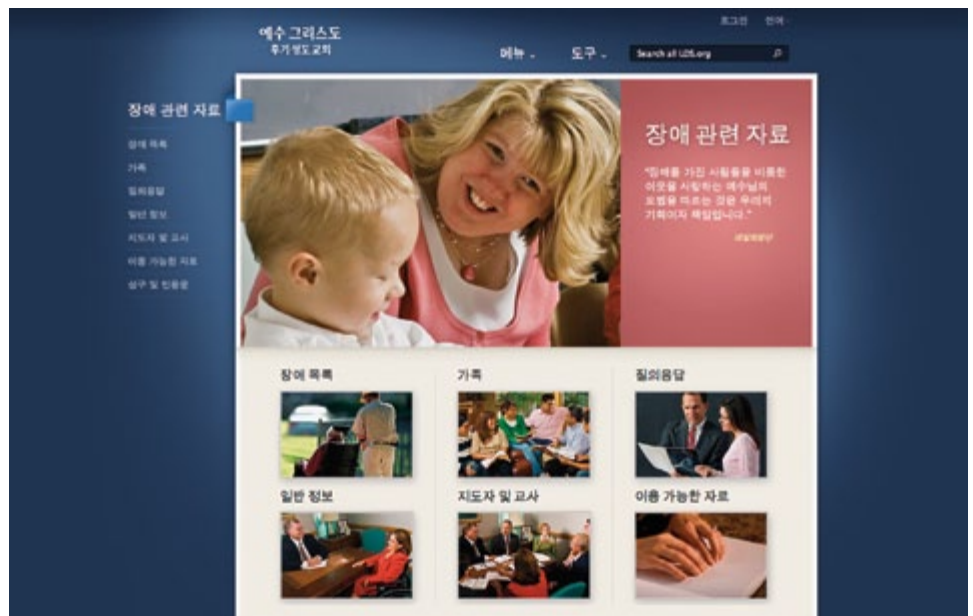 예수 그리스도
후기 성도 교회
로그인 언어
메뉴 도구 Search all LDS.org
장애 관련 자료
장애 목록
가족
질의응답
일반 정보
지도자 및 교사
이용 가능한 자료
성구 및 인용문
장애 관련 자료
"장애를 가진 사람들을 비롯한
이웃을 사랑하는 예수님의
모범을 따르는 것은 우리의
기회이자 책임입니다."
장애 목록
가족
질의응답
일반 정보
지도자 및 교사
이용 가능한 자료